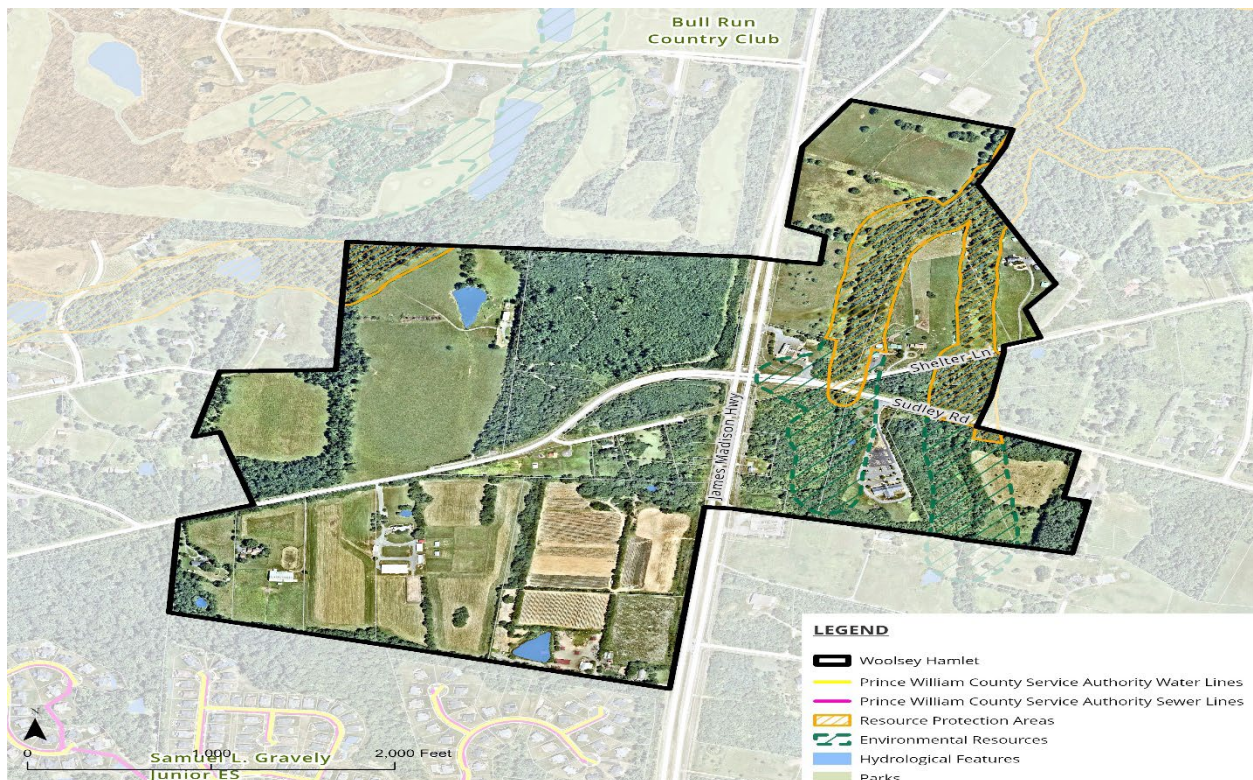 Bull Run
Country Club
Shelter Ln
Sudley Rd
James Madison Hwy
LEGEND
Woolsey Hamlet
Prince William County Service Authority Water Lines
Prince William County Service Authority Sewer Lines
Resource Protection Areas
Environmental Resources
Hydrological Features
Parks
N
0 1,000 2,000 Feet
Samuel L. Gravely
Junior ES